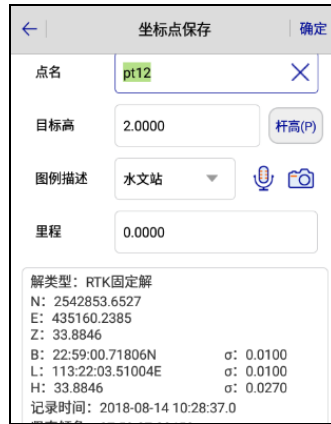 坐标点保存 确定
点名 pt12
目标高 2.0000 杆高(P)
图例描述 水文站
里程 0.0000
解类型：RTK固定解
N：2542853.6527
E：435160.2385
Z：33.8846
B：22:59:00.71806N σ：0.0100
L：113:22:03.51004E σ：0.0100
H：33.8846 σ：0.0270
记录时间：2018-08-14 10:28:37.0